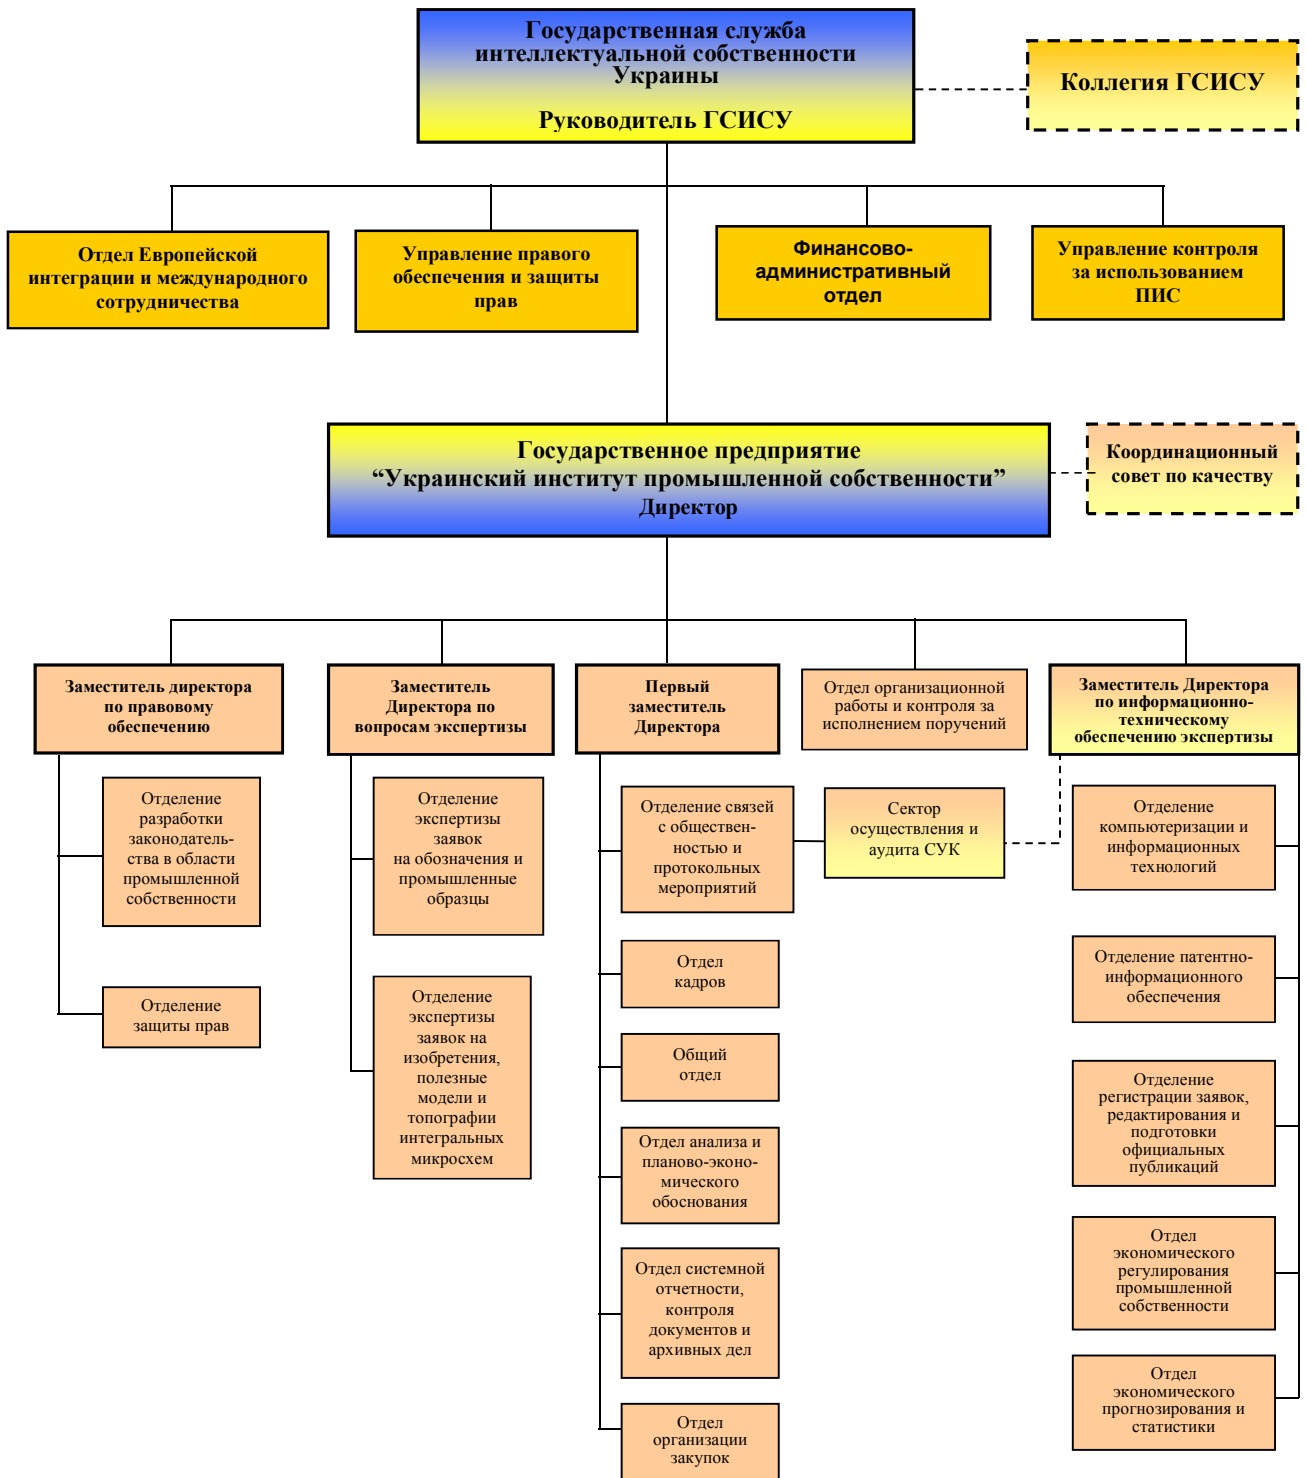 Государственная служба
интеллектуальной собственности
Украины
Руководитель ГСИСУ
Коллегия ГСИСУ
Отдел Европейской
интеграции и международного
сотрудничества
Управление правого
обеспечения и защиты
прав
Финансово-
административный
отдел
Управление контроля
за использованием
ПИС
Государственное предприятие
“Украинский институт промышленной собственности”
Директор
Координационный
совет по качеству
Заместитель директора
по правовому
обеспечению
Заместитель
Директора по
вопросам экспертизы
Первый
заместитель
Директора
Отдел организационной
работы и контроля за
исполнением поручений
Заместитель Директора
по информационно-
техническому
обеспечению экспертизы
Отделение
разработки
законодатель-
ства в области
промышленной
собственности
Отделение
защиты прав
Отделение
экспертизы
заявок
на обозначения и
промышленные
образцы
Отделение
экспертизы
заявок на
изобретения,
полезные
модели и
топографии
интегральных
микросхем
Отделение связей
с обществен-
ностью и
протокольных
мероприятий
Сектор
осуществления и
аудита СУК
Отдел
кадров
Общий
отдел
Отдел анализа и
планово-эконо-
мического
обоснования
Отдел системной
отчетности,
контроля
документов и
архивных дел
Отдел
организации
закупок
Отделение
компьютеризации и
информационных
технологий
Отделение патентно-
информационного
обеспечения
Отделение
регистрации заявок,
редактирования и
подготовки
официальных
публикаций
Отдел
экономического
регулирования
промышленной
собственности
Отдел
экономического
прогнозирования и
статистики